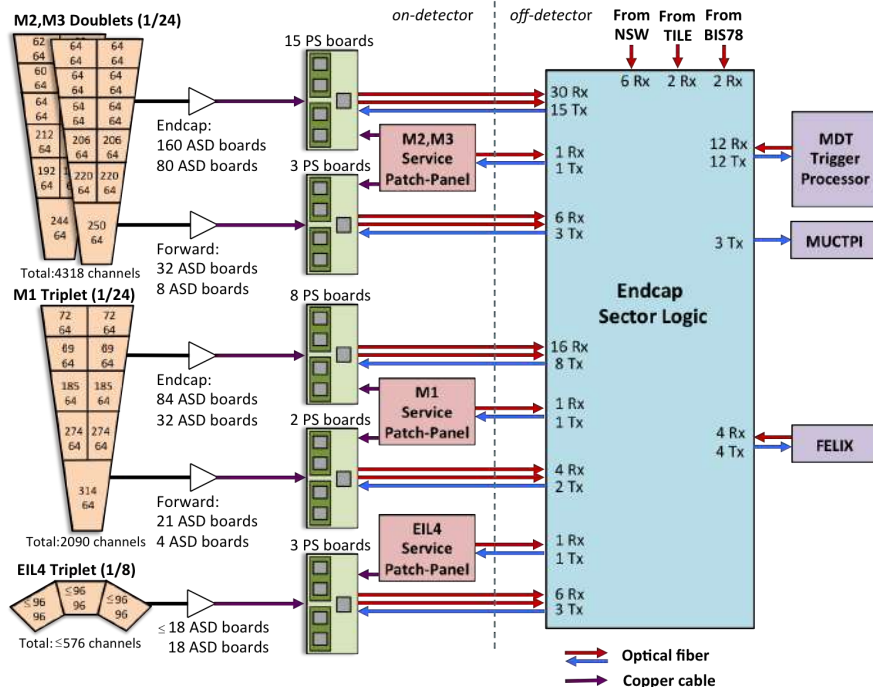 M2,M3 Doublets (1/24)
on-detector
off-detector
From
NSW
From
TILE
From
BIS78
15 PS boards
6 Rx
2 Rx
2 Rx
62
64
64
64
60
64
64
64
64
64
64
64
212
64
206
64
206
64
192
64
220
64
220
64
244
64
250
64
Total:4318 channels
Endcap:
160 ASD boards
80 ASD boards
30 Rx
15 Tx
M2,M3
Service
Patch-Panel
1 Rx
1 Tx
12 Rx
12 Tx
MDT
Trigger
Processor
3 PS boards
Forward:
32 ASD boards
8 ASD boards
6 Rx
3 Tx
3 Tx
MUCTPI
Endcap
Sector Logic
M1 Triplet (1/24)
8 PS boards
72
64
72
64
69
64
69
64
185
64
185
64
274
64
274
64
314
64
Total:2090 channels
Endcap:
84 ASD boards
32 ASD boards
16 Rx
8 Tx
M1
Service
Patch-Panel
1 Rx
1 Tx
4 Rx
4 Tx
FELIX
2 PS boards
Forward:
21 ASD boards
4 ASD boards
4 Rx
2 Tx
EIL4
Service
Patch-Panel
1 Rx
1 Tx
EIL4 Triplet (1/8)
3 PS boards
≤96
96
≤96
96
≤96
96
Total:≤576 channels
≤18 ASD boards
18 ASD boards
6 Rx
3 Tx
Optical fiber
Copper cable